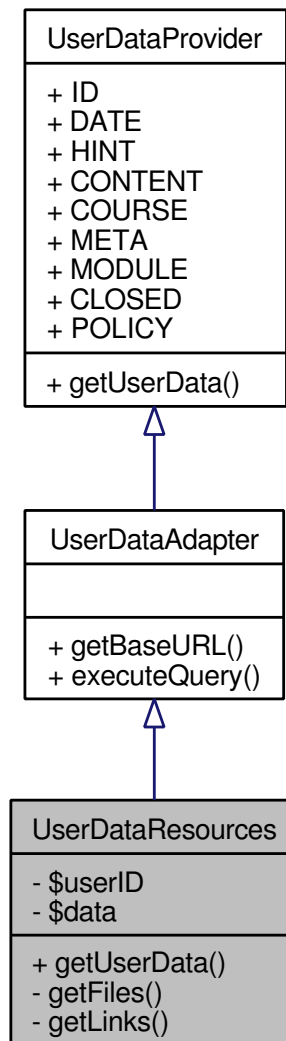 UserDataProvider
+ ID
+ DATE
+ HINT
+ CONTENT
+ COURSE
+ META
+ MODULE
+ CLOSED
+ POLICY
+ getUserData()
UserDataAdapter
+ getBaseURL()
+ executeQuery()
UserDataResources
- $userID
- $data
+ getUserData()
- getFiles()
- getLinks()